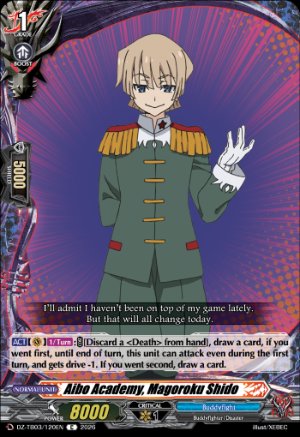 1
GRADE
BOOST
5000
SHIELD
I'll admit I haven't been on top of my game lately.
But that will all change today.
Aibo Academy, Magoroku Shido
ACT 1/Turn : [Discard a <Death> from hand], draw a card, if you
went first, until end of turn, this unit can attack even during the first
turn, and gets drive -1. If you went second, draw a card.
NORMAL UNIT
POWER
8000
CRITICAL
1
Buddyfight
Buddyfighter/Disaster
DZ-TB03/120EN C 2026
illust/XEBEC